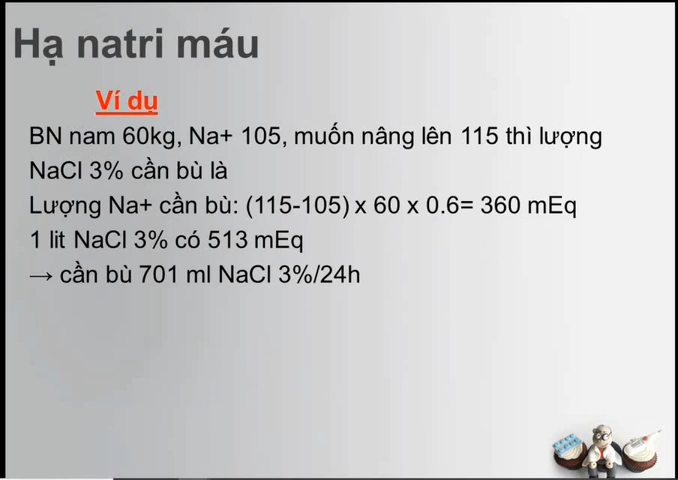 Hạ natri máu
Ví dụ
BN nam 60kg, Na+ 105, muốn nâng lên 115 thì lượng
NaCl 3% cần bù là
Lượng Na+ cần bù: (115-105) x 60 x 0.6= 360 mEq
1 lit NaCl 3% có 513 mEq
→ cần bù 701 ml NaCl 3%/24h